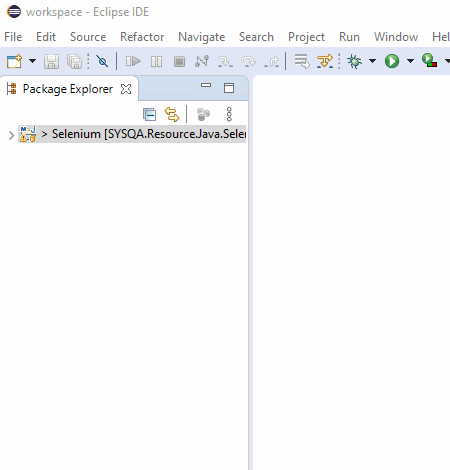 workspace - Eclipse IDE
File Edit Source Refactor Navigate Search Project Run Window Hel
Package Explorer
> Selenium [SYSQA.Resource.Java.Sele